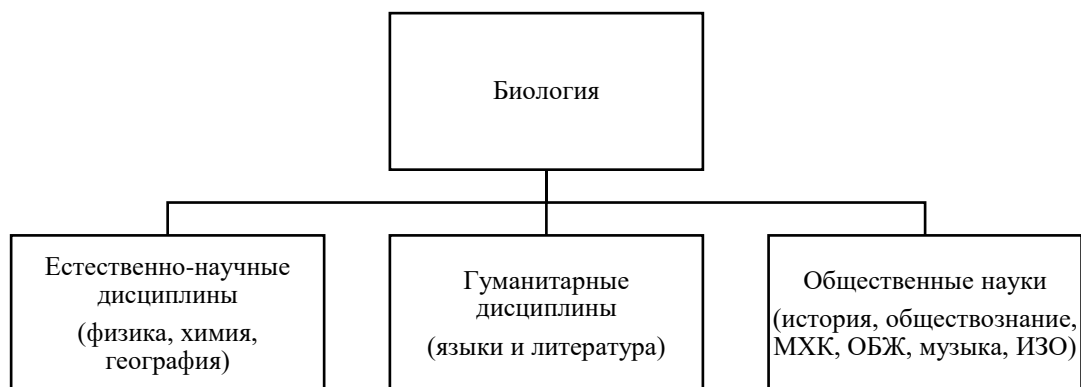 Биология
Естественно-научные
дисциплины
(физика, химия,
география)
Гуманитарные
дисциплины
(языки и литература)
Общественные науки
(история, обществознание,
МХК, ОБЖ, музыка, ИЗО)